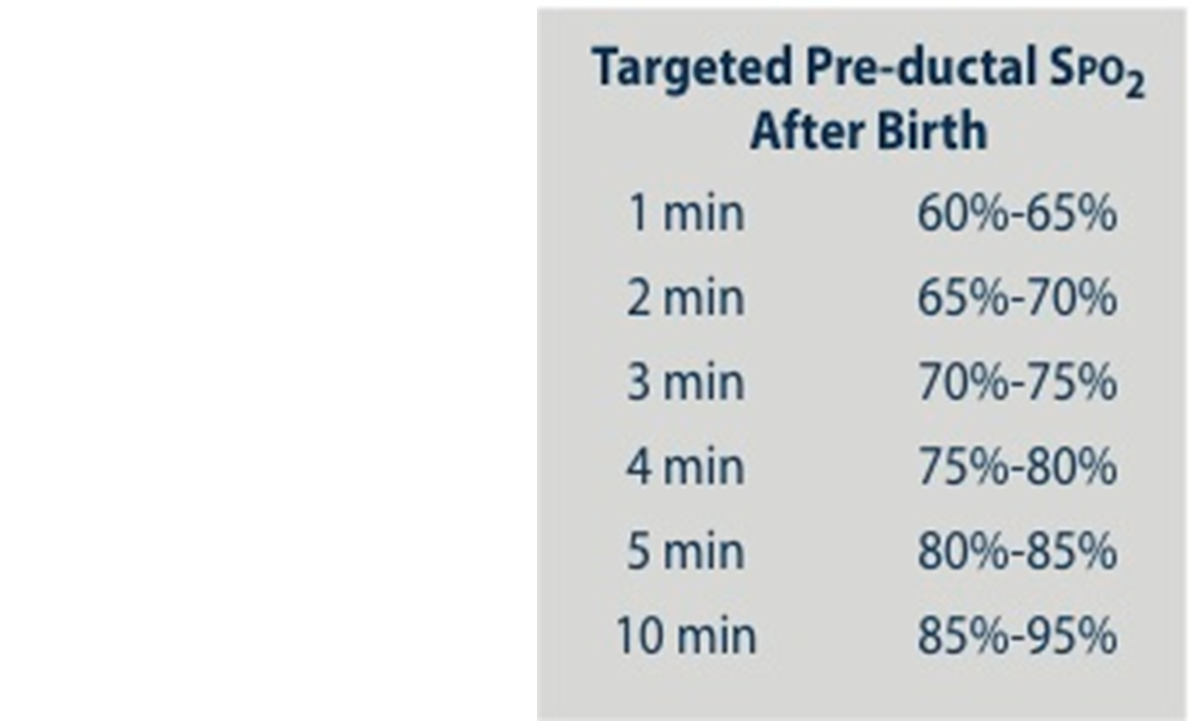 Targeted Pre-ductal SPO₂
After Birth
1 min 60%-65%
2 min 65%-70%
3 min 70%-75%
4 min 75%-80%
5 min 80%-85%
10 min 85%-95%